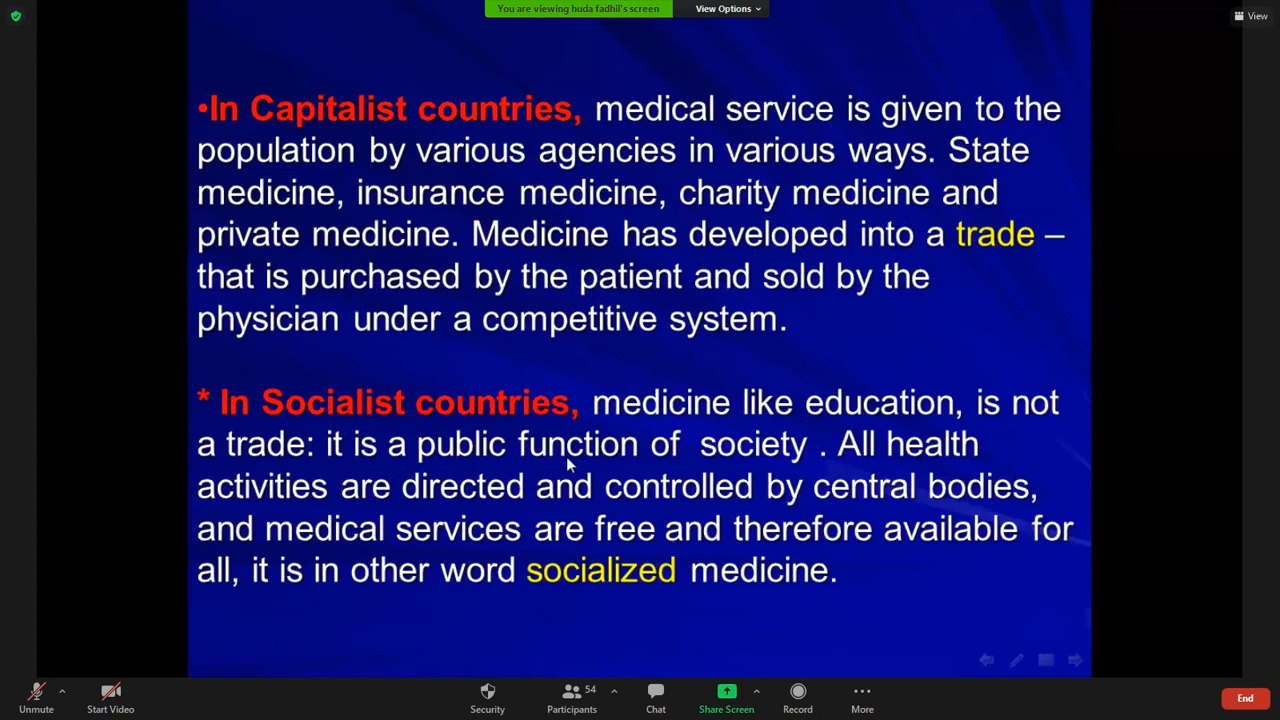 You are viewing huda fadhil's screen
View Options
View
•In Capitalist countries, medical service is given to the
population by various agencies in various ways. State
medicine, insurance medicine, charity medicine and
private medicine. Medicine has developed into a trade –
that is purchased by the patient and sold by the
physician under a competitive system.
* In Socialist countries, medicine like education, is not
a trade: it is a public function of society . All health
activities are directed and controlled by central bodies,
and medical services are free and therefore available for
all, it is in other word socialized medicine.
54
Unmute Start Video Security Participants Chat Share Screen Record More End